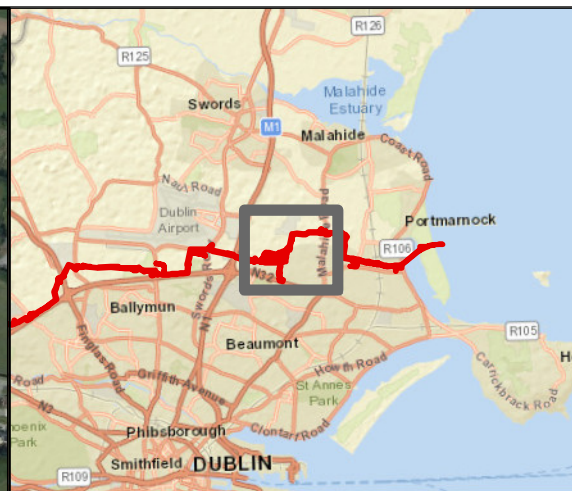 R126
R125
Swords
Malahide
Estuary
M1
Malahide
Coast Road
Naul Road
Dublin
Airport
Portmarnock
R106
Malahide Road
N32
Swords R
N1
Ballymun
Finglas Road
Beaumont
R105
Howth Road
H
Carrickbrack Road
Road
Griffith Avenue
St Annes
Park
N3
oenix
Park
Phibsborough
Clontarf Road
Smithfield
DUBLIN
R109